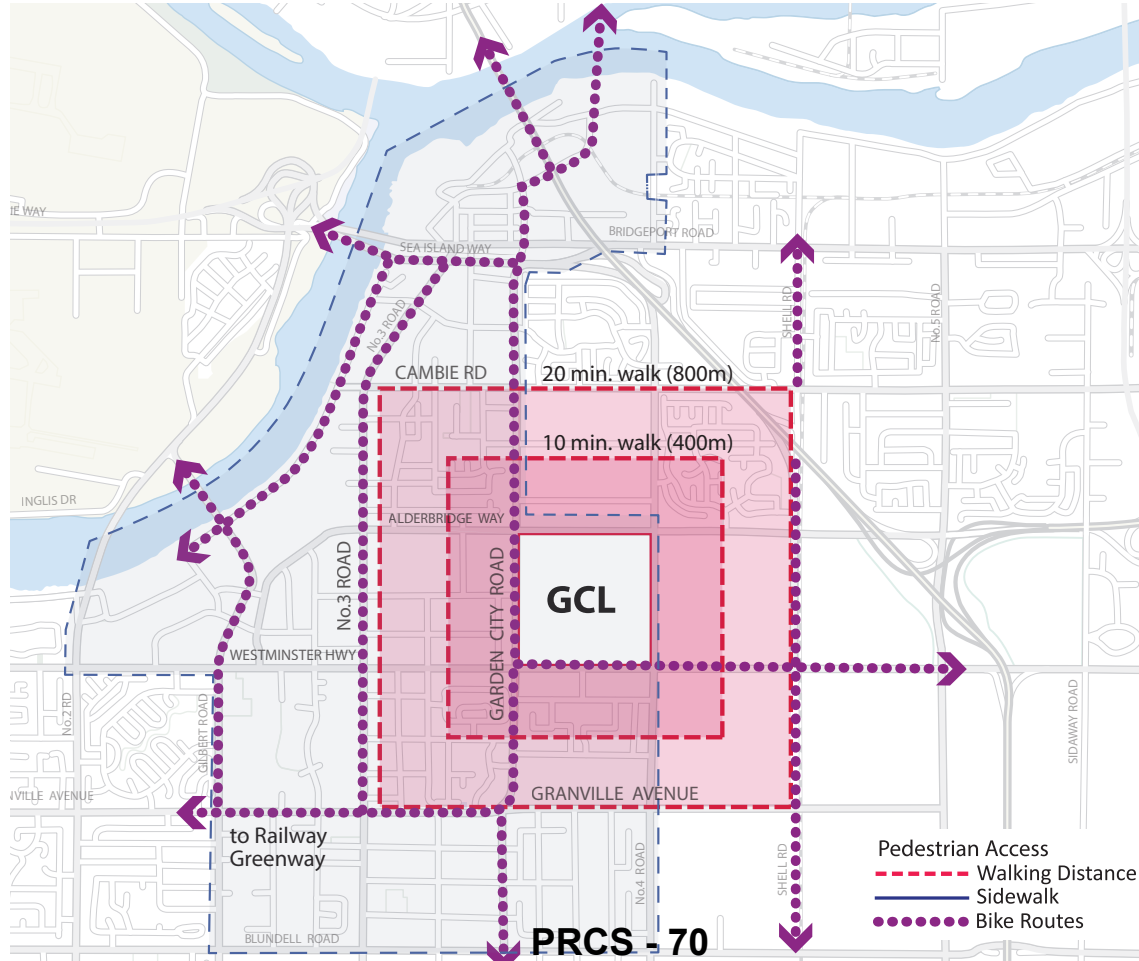 IE WAY
SEA ISLAND WAY
BRIDGEPORT ROAD
No.3 ROAD
SHELL RD
No.5 ROAD
CAMBIE RD
20 min. walk (800m)
10 min. walk (400m)
INGLIS DR
ALDERBRIDGE WAY
No.3 ROAD
GARDEN CITY ROAD
GCL
WESTMINSTER HWY
No.2 RD
GILBERT ROAD
SIDAWAY ROAD
NVILLE AVENUE
GRANVILLE AVENUE
to Railway
Greenway
No.4 ROAD
SHELL RD
Pedestrian Access
Walking Distance
Sidewalk
Bike Routes
BLUNDELL ROAD
PRCS - 70